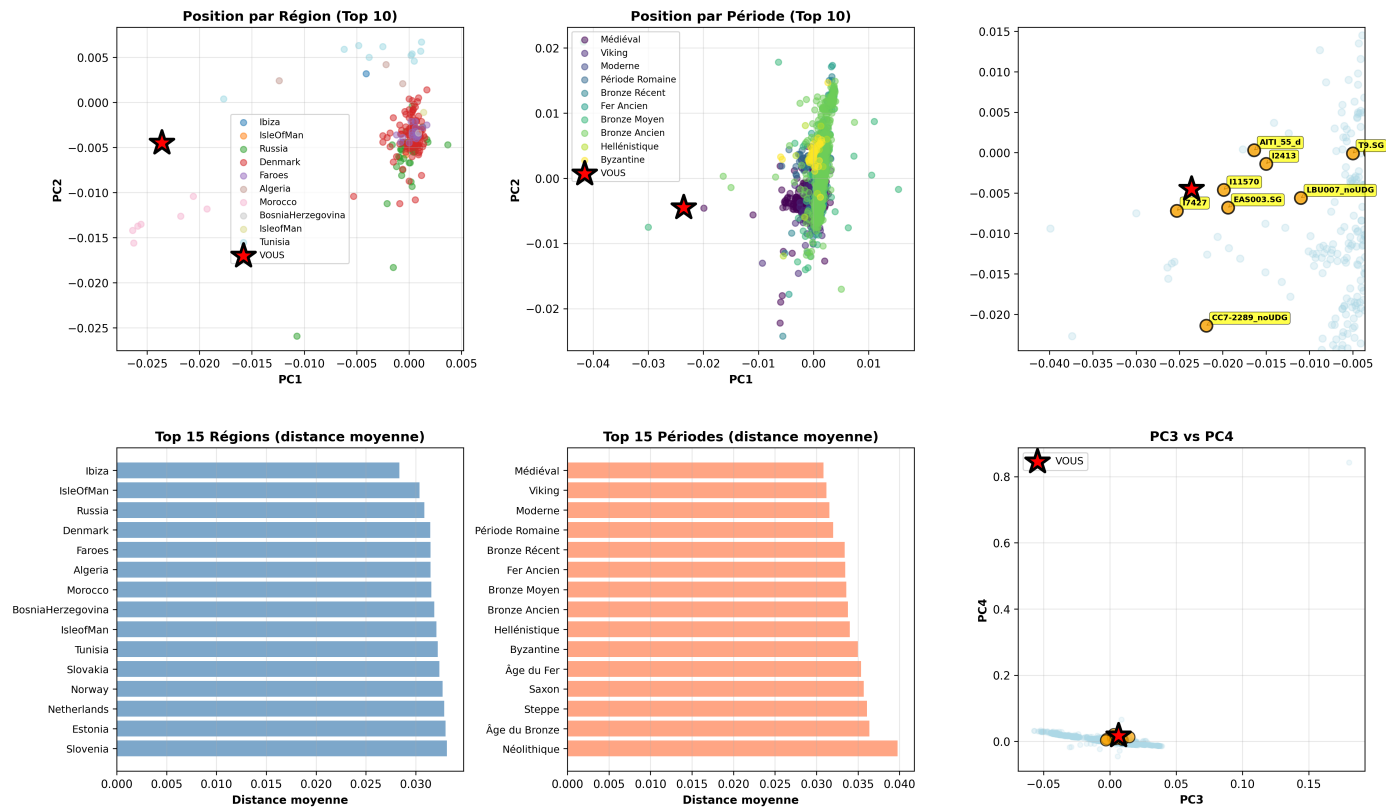 Position par Région (Top 10)
0.005
0.000
−0.005
−0.010
−0.015
−0.020
−0.025
PC2
Ibiza
IsleOfMan
Russia
Denmark
Faroes
Algeria
Morocco
BosniaHerzegovina
IsleofMan
Tunisia
VOUS
−0.025
−0.020
−0.015
−0.010
−0.005
0.000
0.005
PC1
Position par Période (Top 10)
0.02
0.01
0.00
−0.01
−0.02
PC2
Médiéval
Viking
Moderne
Période Romaine
Bronze Récent
Fer Ancien
Bronze Moyen
Bronze Ancien
Hellénistique
Byzantine
VOUS
−0.04
−0.03
−0.02
−0.01
0.00
0.01
PC1
0.015
0.010
0.005
0.000
−0.005
−0.010
−0.015
−0.020
AITI_55_d
T9.SG
I2413
I11570
LBU007_noUDG
I7427
EAS003.SG
CC7-2289_noUDG
−0.040
−0.035
−0.030
−0.025
−0.020
−0.015
−0.010
−0.005
Top 15 Régions (distance moyenne)
Ibiza
IsleOfMan
Russia
Denmark
Faroes
Algeria
Morocco
BosniaHerzegovina
IsleofMan
Tunisia
Slovakia
Norway
Netherlands
Estonia
Slovenia
0.000
0.005
0.010
0.015
0.020
0.025
0.030
Distance moyenne
Top 15 Périodes (distance moyenne)
Médiéval
Viking
Moderne
Période Romaine
Bronze Récent
Fer Ancien
Bronze Moyen
Bronze Ancien
Hellénistique
Byzantine
Âge du Fer
Saxon
Steppe
Âge du Bronze
Néolithique
0.000
0.005
0.010
0.015
0.020
0.025
0.030
0.035
0.040
Distance moyenne
PC3 vs PC4
VOUS
0.8
0.6
0.4
0.2
0.0
PC4
−0.05
0.00
0.05
0.10
0.15
PC3